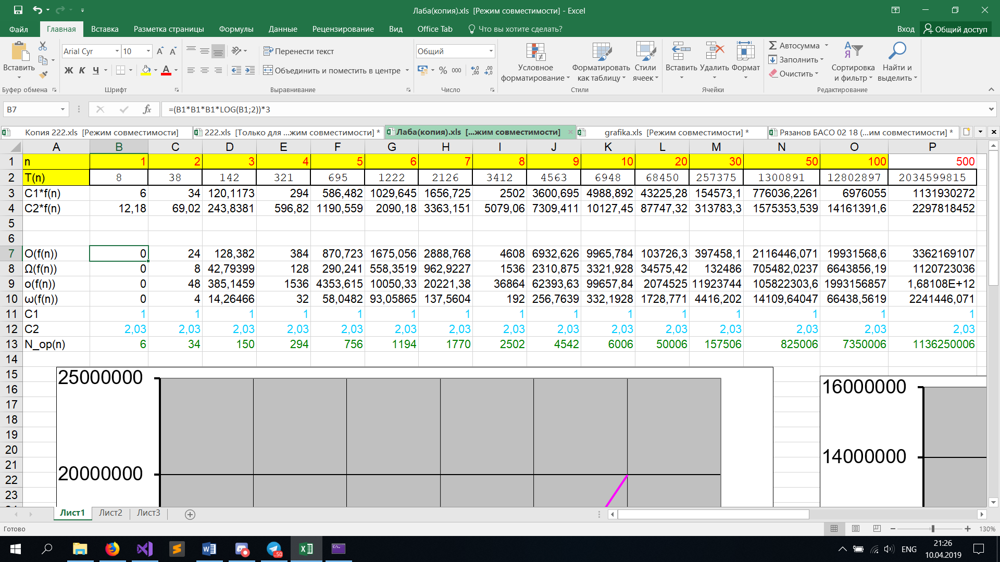 Лаба(копия).xls  [Режим совместимости] - Excel
Файл Главная Вставка Разметка страницы Формулы Данные Рецензирование Вид Office Tab Что вы хотите сделать? Вход Общий доступ
Вставить
Буфер обмена
Arial Cyr 10
Ж К Ч
Шрифт
Перенести текст
Объединить и поместить в центре
Выравнивание
Общий
% 000
Число
Условное форматирование
Форматировать как таблицу
Стили ячеек
Стили
Вставить Удалить Формат
Ячейки
Автосумма
Заполнить
Очистить
Сортировка и фильтр
Найти и выделить
Редактирование
B7 fx =(B1*B1*B1*LOG(B1;2))*3
Копия 222.xls  [Режим совместимости] 222.xls  [Только для ...жим совместимости] * Лаба(копия).xls  [...жим совместимости] grafika.xls  [Режим совместимости] * Рязанов БАСО 02 18 (...им совместимости) *
A B C D E F G H I J K L M N O P
1 n 1 2 3 4 5 6 7 8 9 10 20 30 50 100 500
2 T(n) 8 38 142 321 695 1222 2126 3412 4563 6948 68450 257375 1300891 12802897 2034599815
3 C1*f(n) 6 34 120,1173 294 586,482 1029,645 1656,725 2502 3600,695 4988,892 43225,28 154573,1 776036,2261 6976055 1131930272
4 C2*f(n) 12,18 69,02 243,8381 596,82 1190,559 2090,18 3363,151 5079,06 7309,411 10127,45 87747,32 313783,3 1575353,539 14161391,6 2297818452
5
6
7 O(f(n)) 0 24 128,382 384 870,723 1675,056 2888,768 4608 6932,626 9965,784 103726,3 397458,1 2116446,071 19931568,6 3362169107
8 Ω(f(n)) 0 8 42,79399 128 290,241 558,3519 962,9227 1536 2310,875 3321,928 34575,42 132486 705482,0237 6643856,19 1120723036
9 o(f(n)) 0 48 385,1459 1536 4353,615 10050,33 20221,38 36864 62393,63 99657,84 2074525 11923744 105822303,6 1993156857 1,68108E+12
10 ω(f(n)) 0 4 14,26466 32 58,0482 93,05865 137,5604 192 256,7639 332,1928 1728,771 4416,202 14109,64047 66438,5619 2241446,071
11 C1 1 1 1 1 1 1 1 1 1 1 1 1 1 1 1
12 C2 2,03 2,03 2,03 2,03 2,03 2,03 2,03 2,03 2,03 2,03 2,03 2,03 2,03 2,03 2,03
13 N_op(n) 6 34 150 294 756 1194 1770 2502 4542 6006 50006 157506 825006 7350006 1136250006
14
15 25000000
16 16000000
17
18
19
20
21 14000000
22 20000000
23
Лист1 Лист2 Лист3
Готово 130%
ENG 21:26
10.04.2019